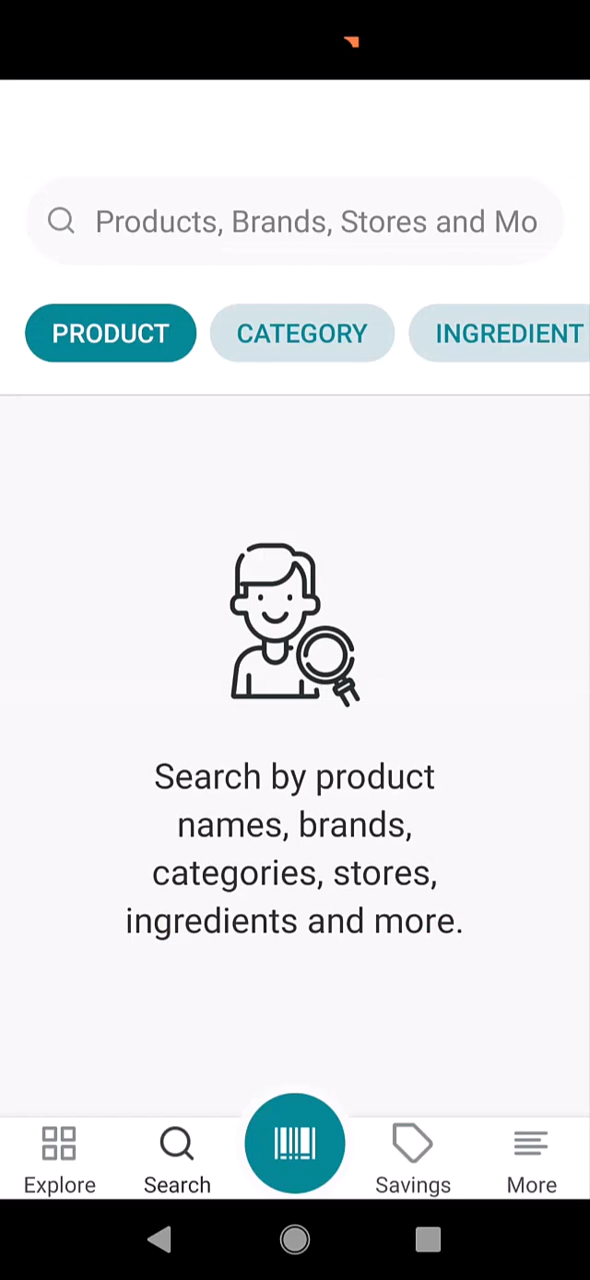 Products, Brands, Stores and Mo
PRODUCT
CATEGORY
INGREDIENT
Search by product
names, brands,
categories, stores,
ingredients and more.
Explore
Search
Savings
More